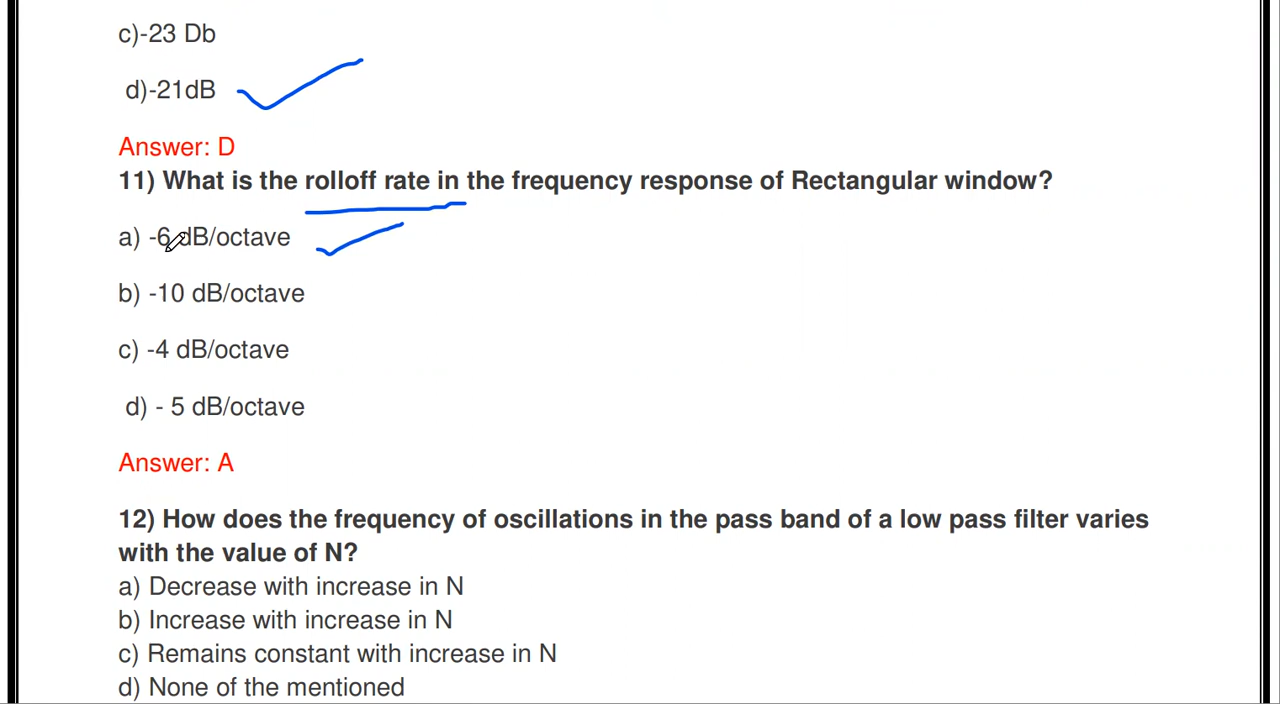 c)-23 Db
d)-21dB
Answer: D
11) What is the rolloff rate in the frequency response of Rectangular window?
a) -6 dB/octave
b) -10 dB/octave
c) -4 dB/octave
d) - 5 dB/octave
Answer: A
12) How does the frequency of oscillations in the pass band of a low pass filter varies
with the value of N?
a) Decrease with increase in N
b) Increase with increase in N
c) Remains constant with increase in N
d) None of the mentioned